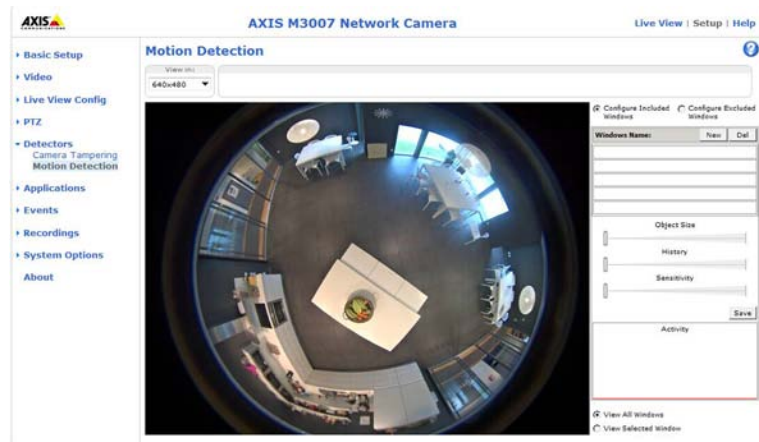 AXIS
COMMUNICATIONS
AXIS M3007 Network Camera
Live View | Setup | Help
Basic Setup
Video
Live View Config
PTZ
Detectors
Camera Tampering
Motion Detection
Applications
Events
Recordings
System Options
About
Motion Detection
?
View in:
640x480
Configure Included Windows
Configure Excluded Windows
Windows Name:
New
Del
Object Size
History
Sensitivity
Save
Activity
View All Windows
View Selected Window